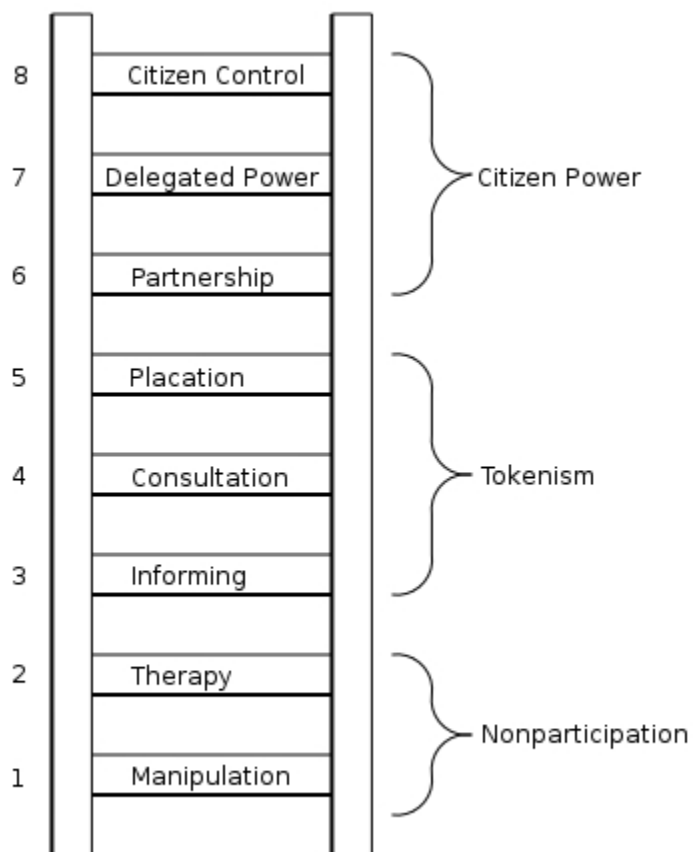 8 Citizen Control
7 Delegated Power Citizen Power
6 Partnership
5 Placation
4 Consultation Tokenism
3 Informing
2 Therapy
Nonparticipation
1 Manipulation